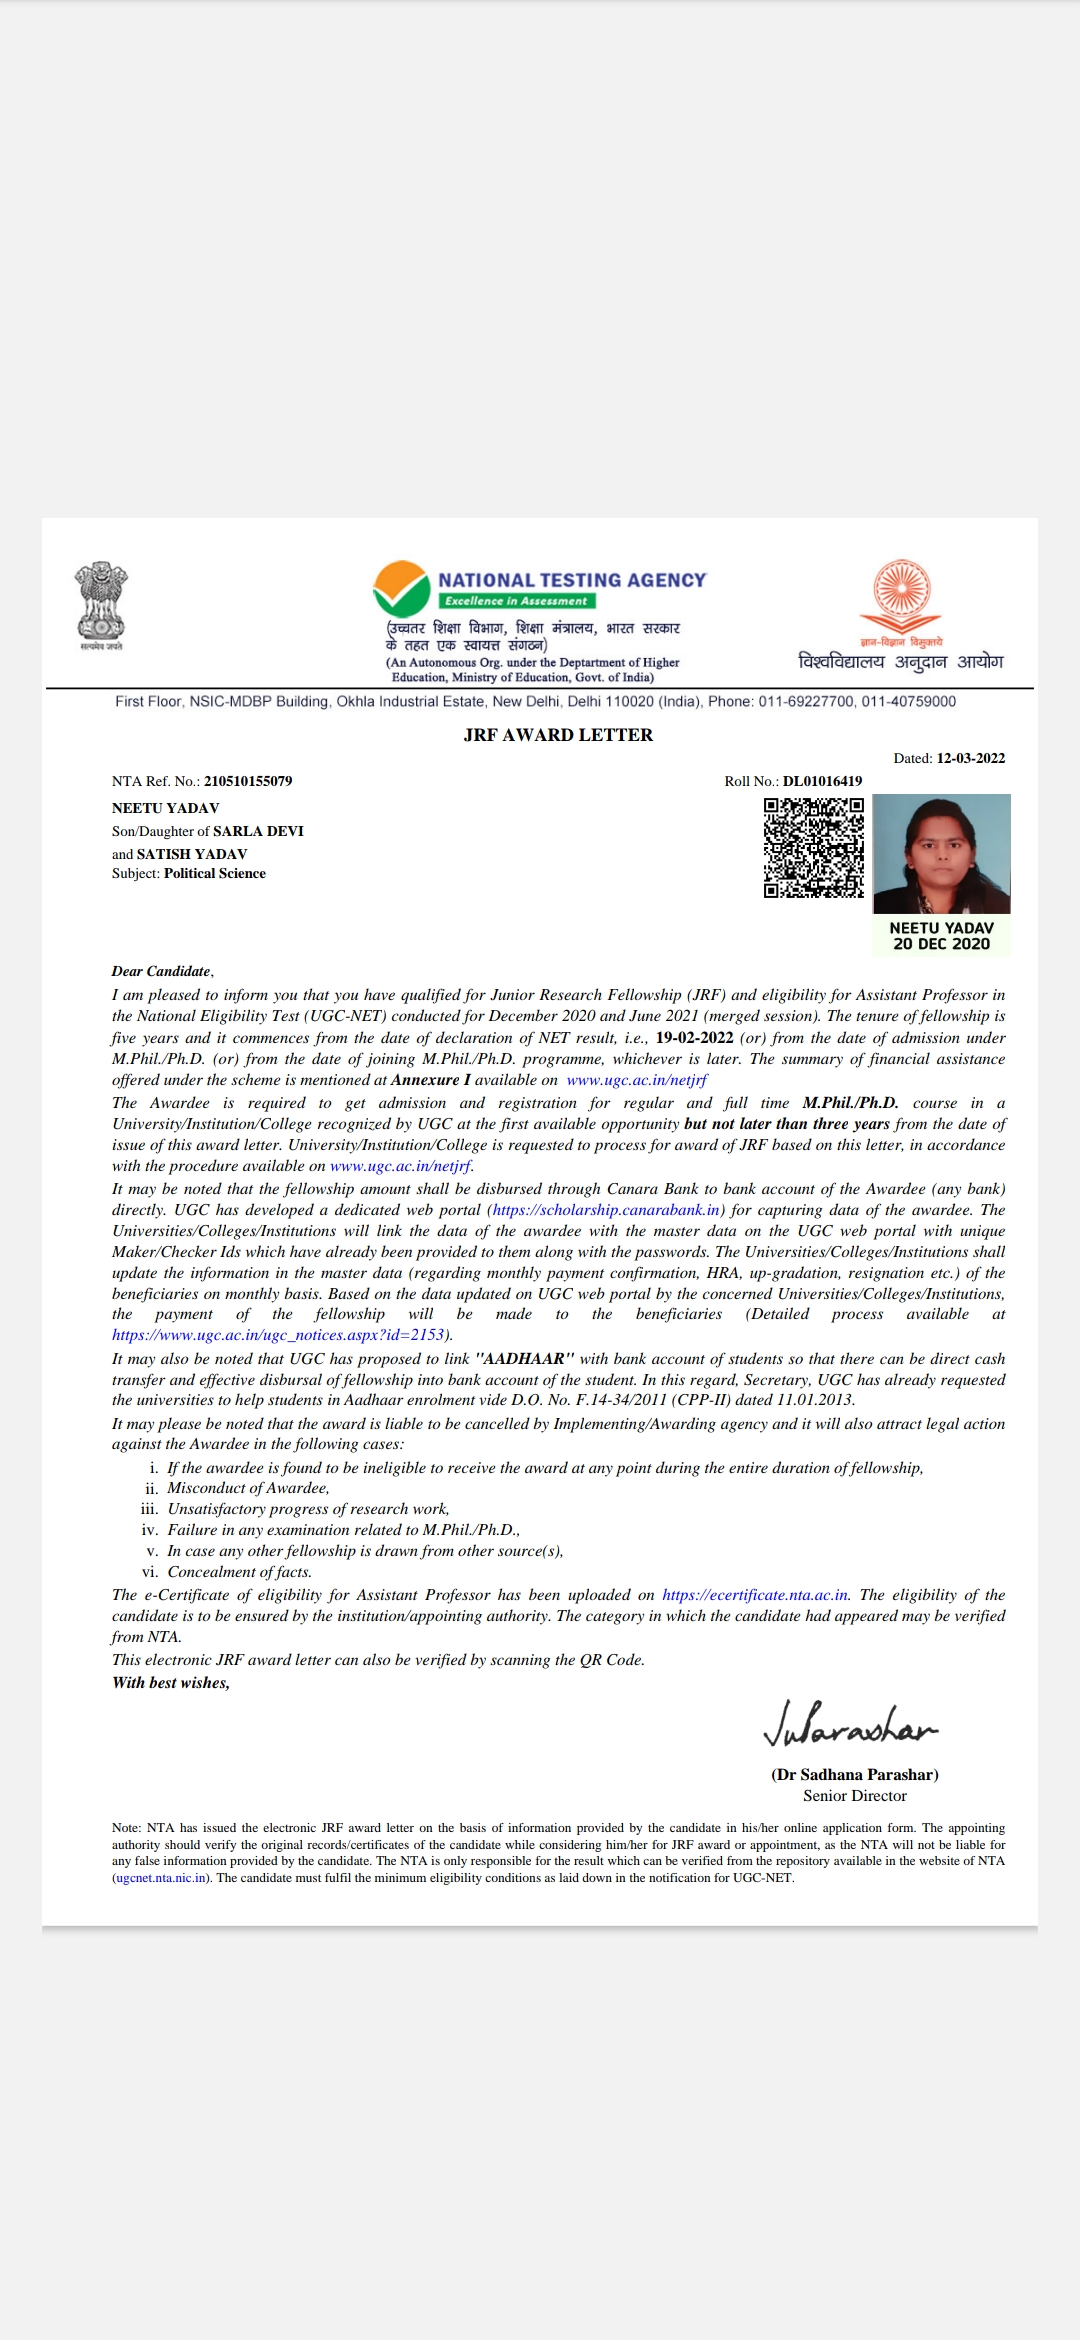 सत्यमेव जयते
NATIONAL TESTING AGENCY
Excellence in Assessment
(उच्चतर शिक्षा विभाग, शिक्षा मंत्रालय, भारत सरकार
के तहत एक स्वायत्त संगठन)
(An Autonomous Org. under the Deptartment of Higher
Education, Ministry of Education, Govt. of India)
ज्ञान-विज्ञान विमुक्तये
विश्वविद्यालय अनुदान आयोग
First Floor, NSIC-MDBP Building, Okhla Industrial Estate, New Delhi, Delhi 110020 (India), Phone: 011-69227700, 011-40759000
JRF AWARD LETTER
Dated: 12-03-2022
NTA Ref. No.: 210510155079 Roll No.: DL01016419
NEETU YADAV
Son/Daughter of SARLA DEVI
and SATISH YADAV
Subject: Political Science
NEETU YADAV
20 DEC 2020
Dear Candidate,
I am pleased to inform you that you have qualified for Junior Research Fellowship (JRF) and eligibility for Assistant Professor in
the National Eligibility Test (UGC-NET) conducted for December 2020 and June 2021 (merged session). The tenure of fellowship is
five years and it commences from the date of declaration of NET result, i.e., 19-02-2022 (or) from the date of admission under
M.Phil./Ph.D. (or) from the date of joining M.Phil./Ph.D. programme, whichever is later. The summary of financial assistance
offered under the scheme is mentioned at Annexure I available on www.ugc.ac.in/netjrf
The Awardee is required to get admission and registration for regular and full time M.Phil./Ph.D. course in a
University/Institution/College recognized by UGC at the first available opportunity but not later than three years from the date of
issue of this award letter. University/Institution/College is requested to process for award of JRF based on this letter, in accordance
with the procedure available on www.ugc.ac.in/netjrf.
It may be noted that the fellowship amount shall be disbursed through Canara Bank to bank account of the Awardee (any bank)
directly. UGC has developed a dedicated web portal (https://scholarship.canarabank.in) for capturing data of the awardee. The
Universities/Colleges/Institutions will link the data of the awardee with the master data on the UGC web portal with unique
Maker/Checker Ids which have already been provided to them along with the passwords. The Universities/Colleges/Institutions shall
update the information in the master data (regarding monthly payment confirmation, HRA, up-gradation, resignation etc.) of the
beneficiaries on monthly basis. Based on the data updated on UGC web portal by the concerned Universities/Colleges/Institutions,
the payment of the fellowship will be made to the beneficiaries (Detailed process available at
https://www.ugc.ac.in/ugc_notices.aspx?id=2153).
It may also be noted that UGC has proposed to link "AADHAAR" with bank account of students so that there can be direct cash
transfer and effective disbursal of fellowship into bank account of the student. In this regard, Secretary, UGC has already requested
the universities to help students in Aadhaar enrolment vide D.O. No. F.14-34/2011 (CPP-II) dated 11.01.2013.
It may please be noted that the award is liable to be cancelled by Implementing/Awarding agency and it will also attract legal action
against the Awardee in the following cases:
i. If the awardee is found to be ineligible to receive the award at any point during the entire duration of fellowship,
ii. Misconduct of Awardee,
iii. Unsatisfactory progress of research work,
iv. Failure in any examination related to M.Phil./Ph.D.,
v. In case any other fellowship is drawn from other source(s),
vi. Concealment of facts.
The e-Certificate of eligibility for Assistant Professor has been uploaded on https://ecertificate.nta.ac.in. The eligibility of the
candidate is to be ensured by the institution/appointing authority. The category in which the candidate had appeared may be verified
from NTA.
This electronic JRF award letter can also be verified by scanning the QR Code.
With best wishes,
(Dr Sadhana Parashar)
Senior Director
Note: NTA has issued the electronic JRF award letter on the basis of information provided by the candidate in his/her online application form. The appointing
authority should verify the original records/certificates of the candidate while considering him/her for JRF award or appointment, as the NTA will not be liable for
any false information provided by the candidate. The NTA is only responsible for the result which can be verified from the repository available in the website of NTA
(ugcnet.nta.nic.in). The candidate must fulfil the minimum eligibility conditions as laid down in the notification for UGC-NET.